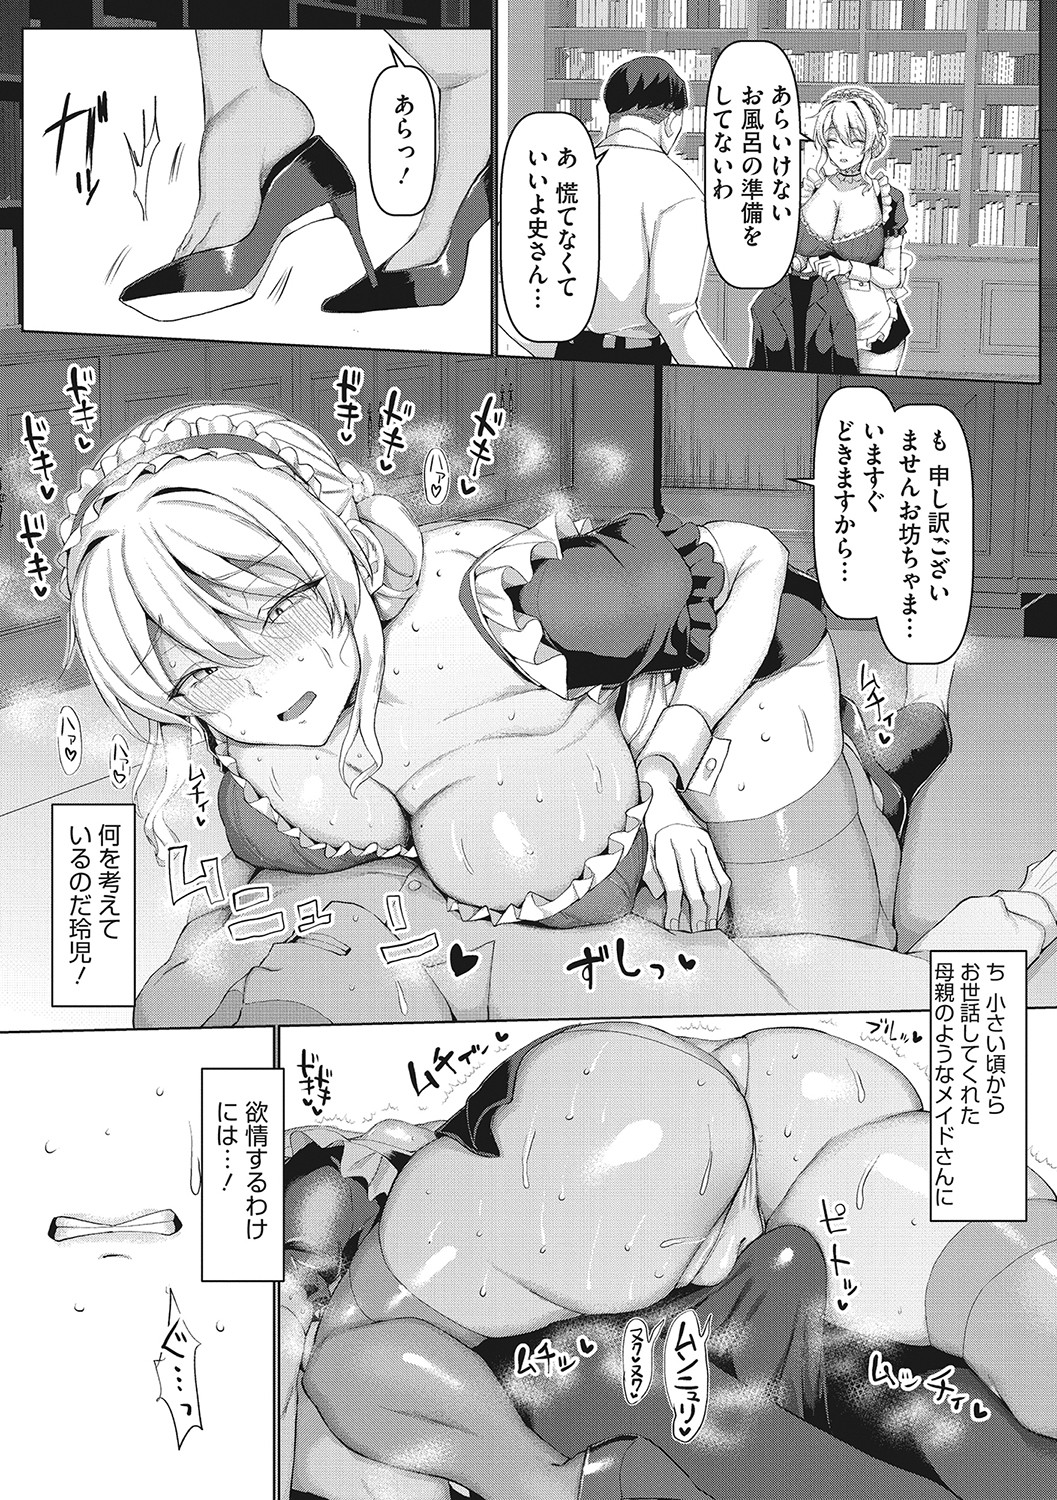 あらいけない
お風呂の準備を
してないわ
あ 慌てなくて
いいよ史さん…
あらっ!
ガッ
も 申し訳ござい
ませんお坊ちゃま…
いますぐ
どきますから…
ドキ
ドキ
ドキ
ドキ
ドキ
ドキ
ハァ
ムチィ
ハァ
ハァ
ムチィ
ムニュゥ
ずしっ
何を考えて
いるのだ玲児!
ち 小さい頃から
お世話してくれた
母親のようなメイドさんに
ブルッ
ムチィッ
ドキ
ドキ
欲情するわけ
には…!
ピトッ
ムンニュリ
ヌクヌク
ムチッ
ムッチィ
ぐ…っ